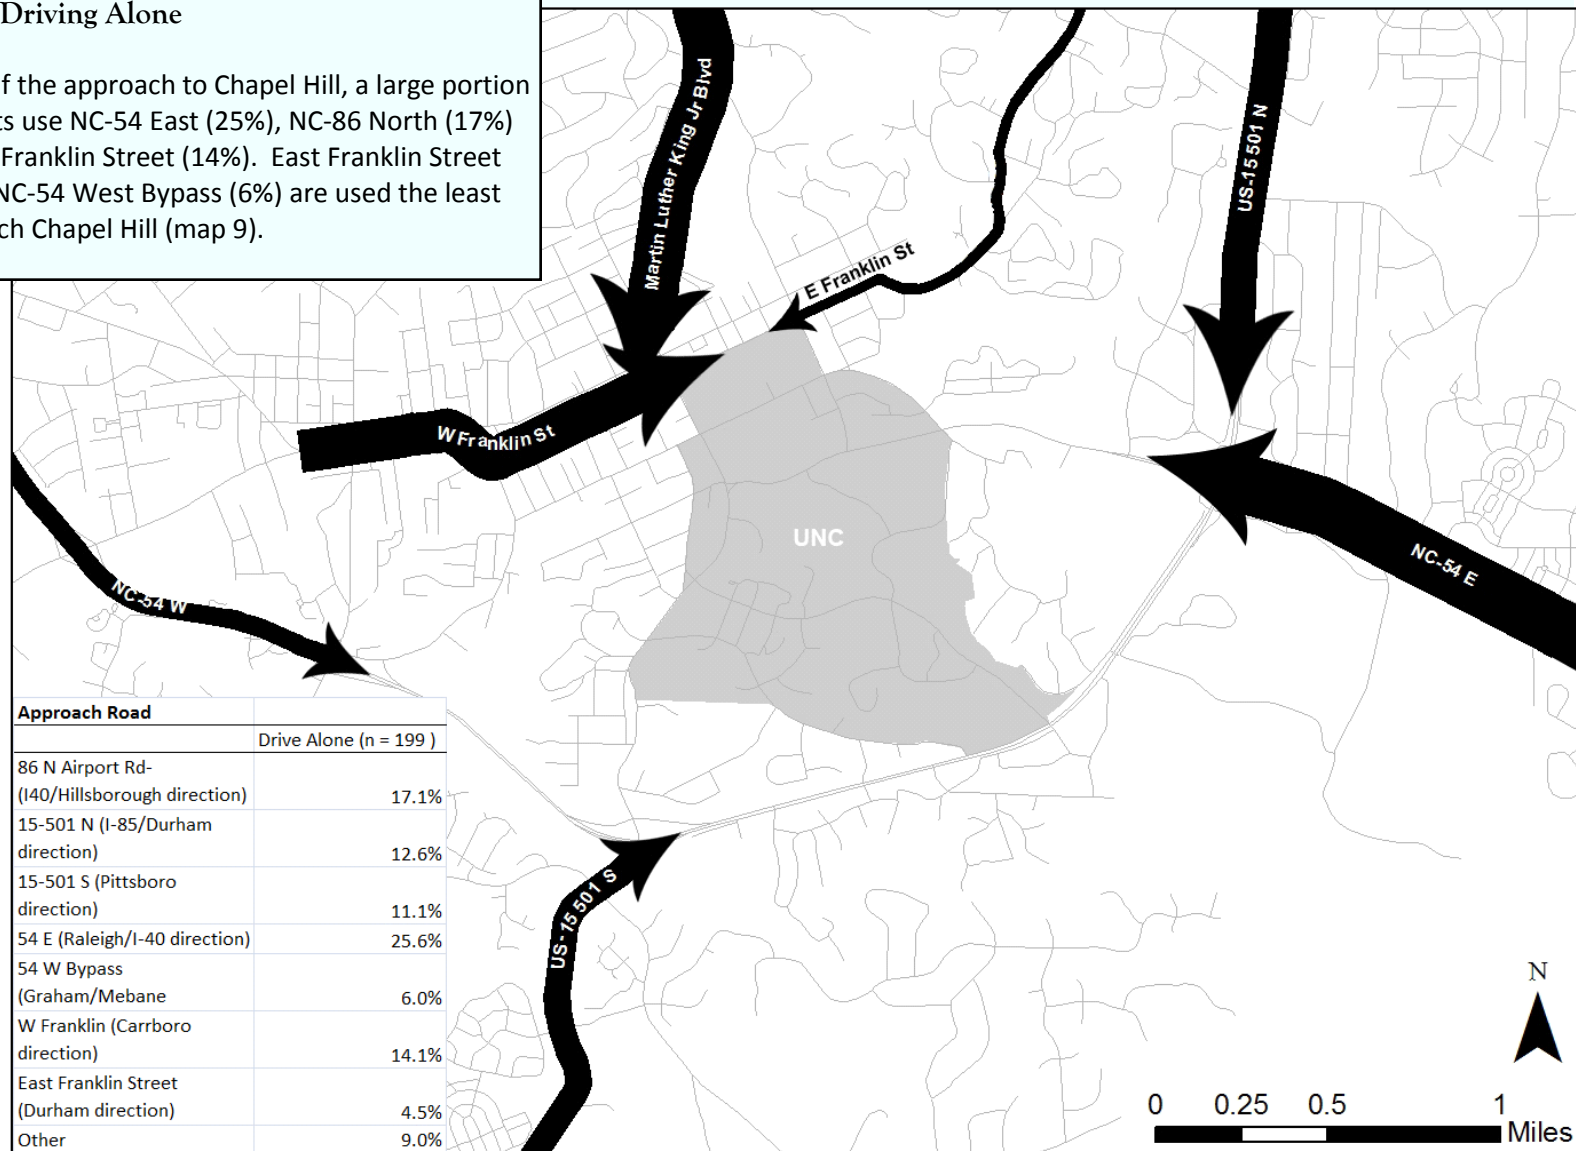 Driving Alone
f the approach to Chapel Hill, a large portion
ts use NC-54 East (25%), NC-86 North (17%)
Franklin Street (14%).  East Franklin Street
NC-54 West Bypass (6%) are used the least
ch Chapel Hill (map 9).
Martin Luther King Jr Blvd
E Franklin St
US-15 501 N
W Franklin St
UNC
NC-54 E
NC-54 W
US-15 501 S
Approach Road
Drive Alone (n = 199 )
86 N Airport Rd-
(I40/Hillsborough direction) 17.1%
15-501 N (I-85/Durham
direction) 12.6%
15-501 S (Pittsboro
direction) 11.1%
54 E (Raleigh/I-40 direction) 25.6%
54 W Bypass
(Graham/Mebane 6.0%
W Franklin (Carrboro
direction) 14.1%
East Franklin Street
(Durham direction) 4.5%
Other 9.0%
N
0 0.25 0.5 1
Miles